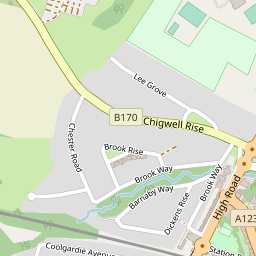 Lee Grove
B170
Chigwell Rise
Chester Road
Brook Rise
Brook Way
Barnaby Way
Brook Way
Dickens Rise
High Road
A123
Coolgardie Avenue
Station